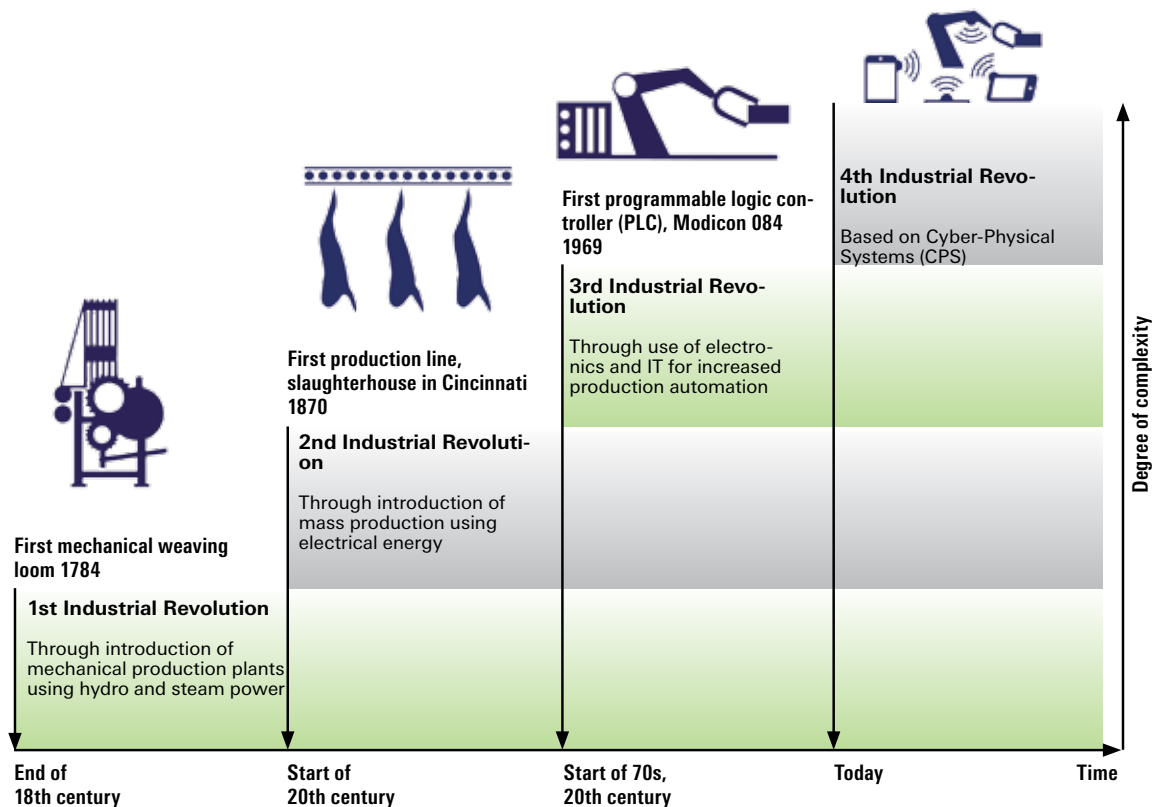 First mechanical weaving
loom 1784
1st Industrial Revolution
Through introduction of
mechanical production plants
using hydro and steam power
End of
18th century
First production line,
slaughterhouse in Cincinnati
1870
2nd Industrial Revoluti-
on
Through introduction of
mass production using
electrical energy
Start of
20th century
First programmable logic con-
troller (PLC), Modicon 084
1969
3rd Industrial Revo-
lution
Through use of electro-
nics and IT for increased
production automation
Start of 70s,
20th century
4th Industrial Revo-
lution
Based on Cyber-Physical
Systems (CPS)
Today
Time
Degree of complexity